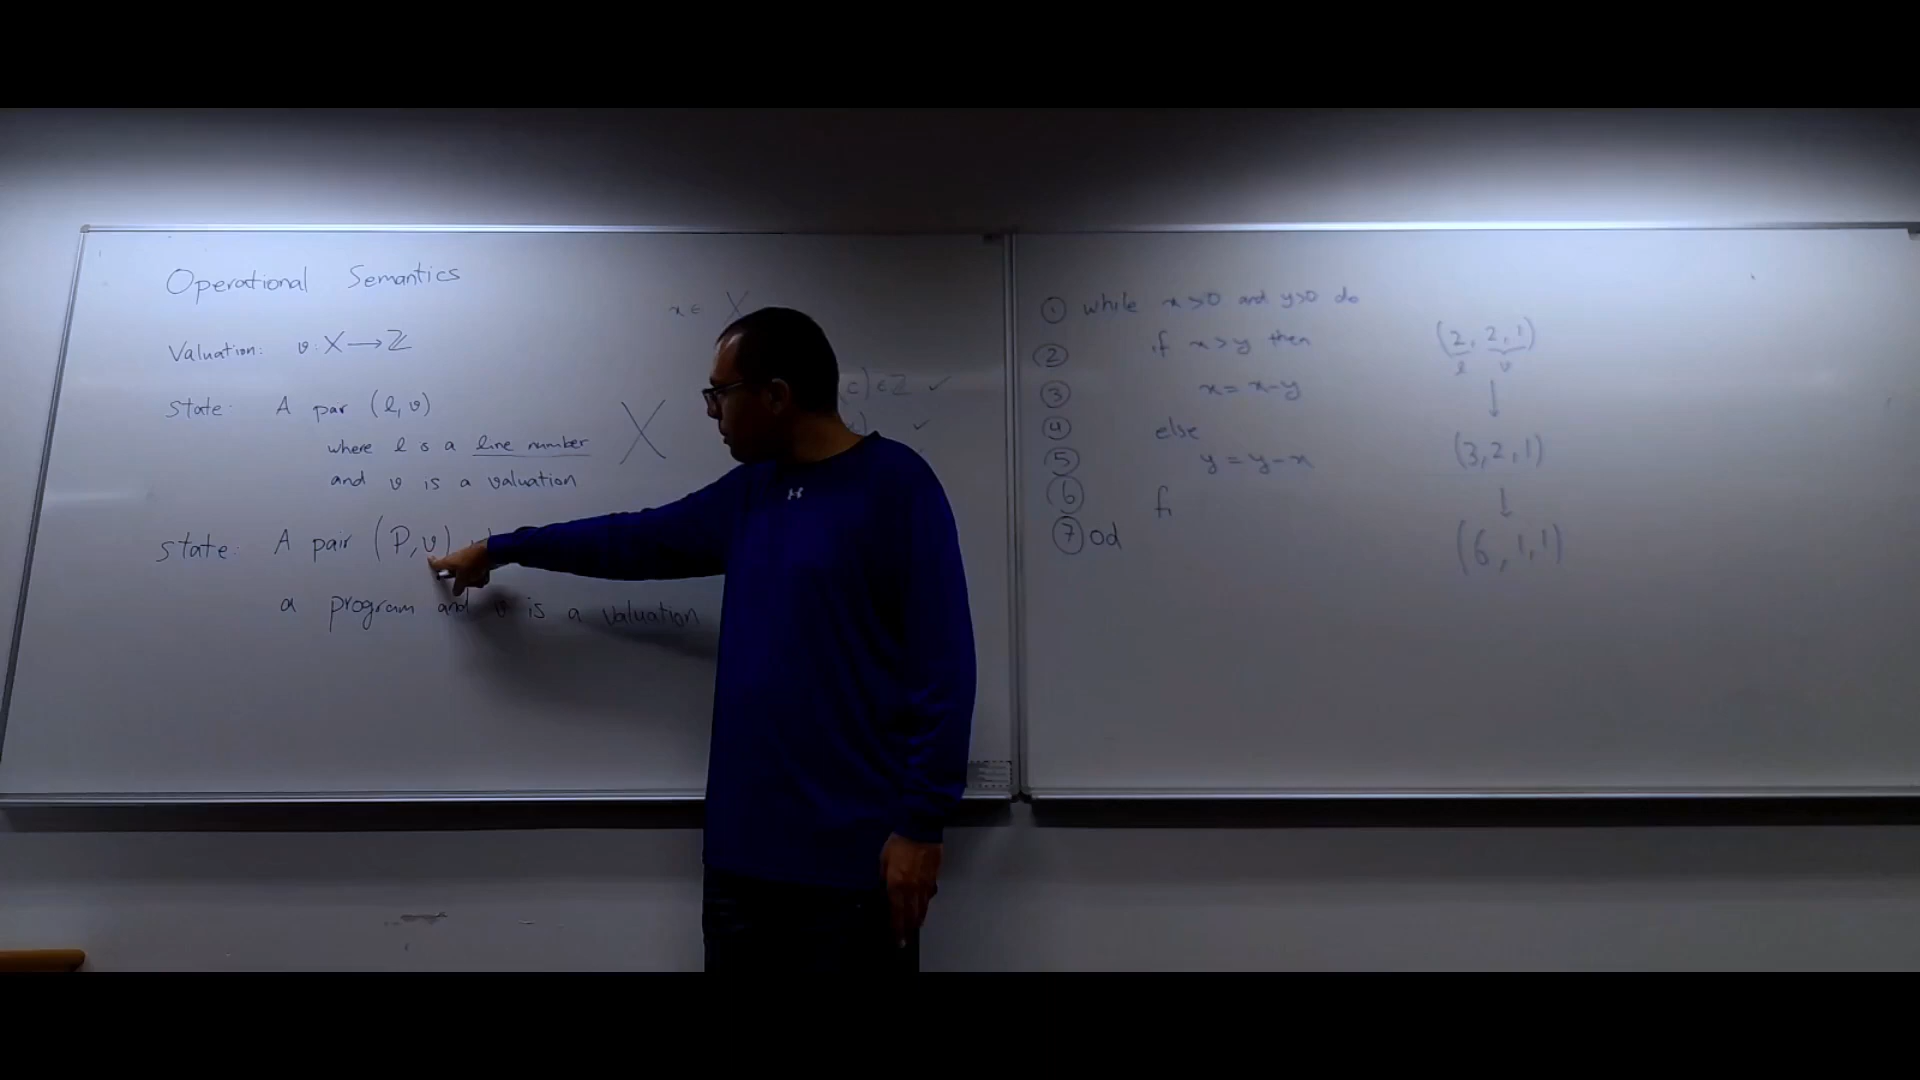 Operational Semantics
x ∈ X
Valuation: v: X → ℤ
State: A pair (l, v)
where l is a line number
and v is a valuation
c) ∈ ℤ ✓
✓
X
State: A pair (P, v)
a program and v is a valuation
① while x>0 and y>0 do
② if x>y then
③ x = x-y
④ else
⑤ y = y-x
⑥ fi
⑦ od
(2, 2, 1)
l v
↓
(3, 2, 1)
↓
(6, 1, 1)